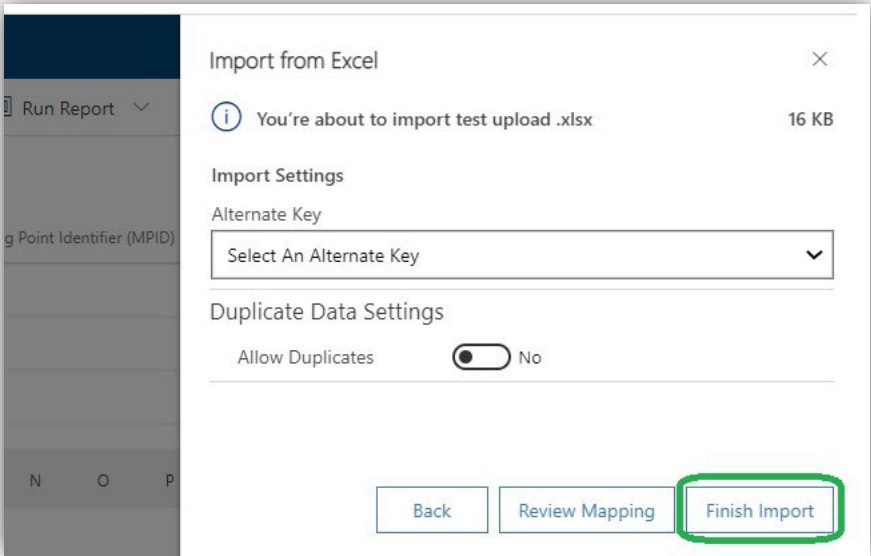 Import from Excel
Run Report
You're about to import test upload .xlsx 16 KB
Import Settings
Alternate Key
g Point Identifier (MPID)
Select An Alternate Key
Duplicate Data Settings
Allow Duplicates No
N O P
Back Review Mapping Finish Import